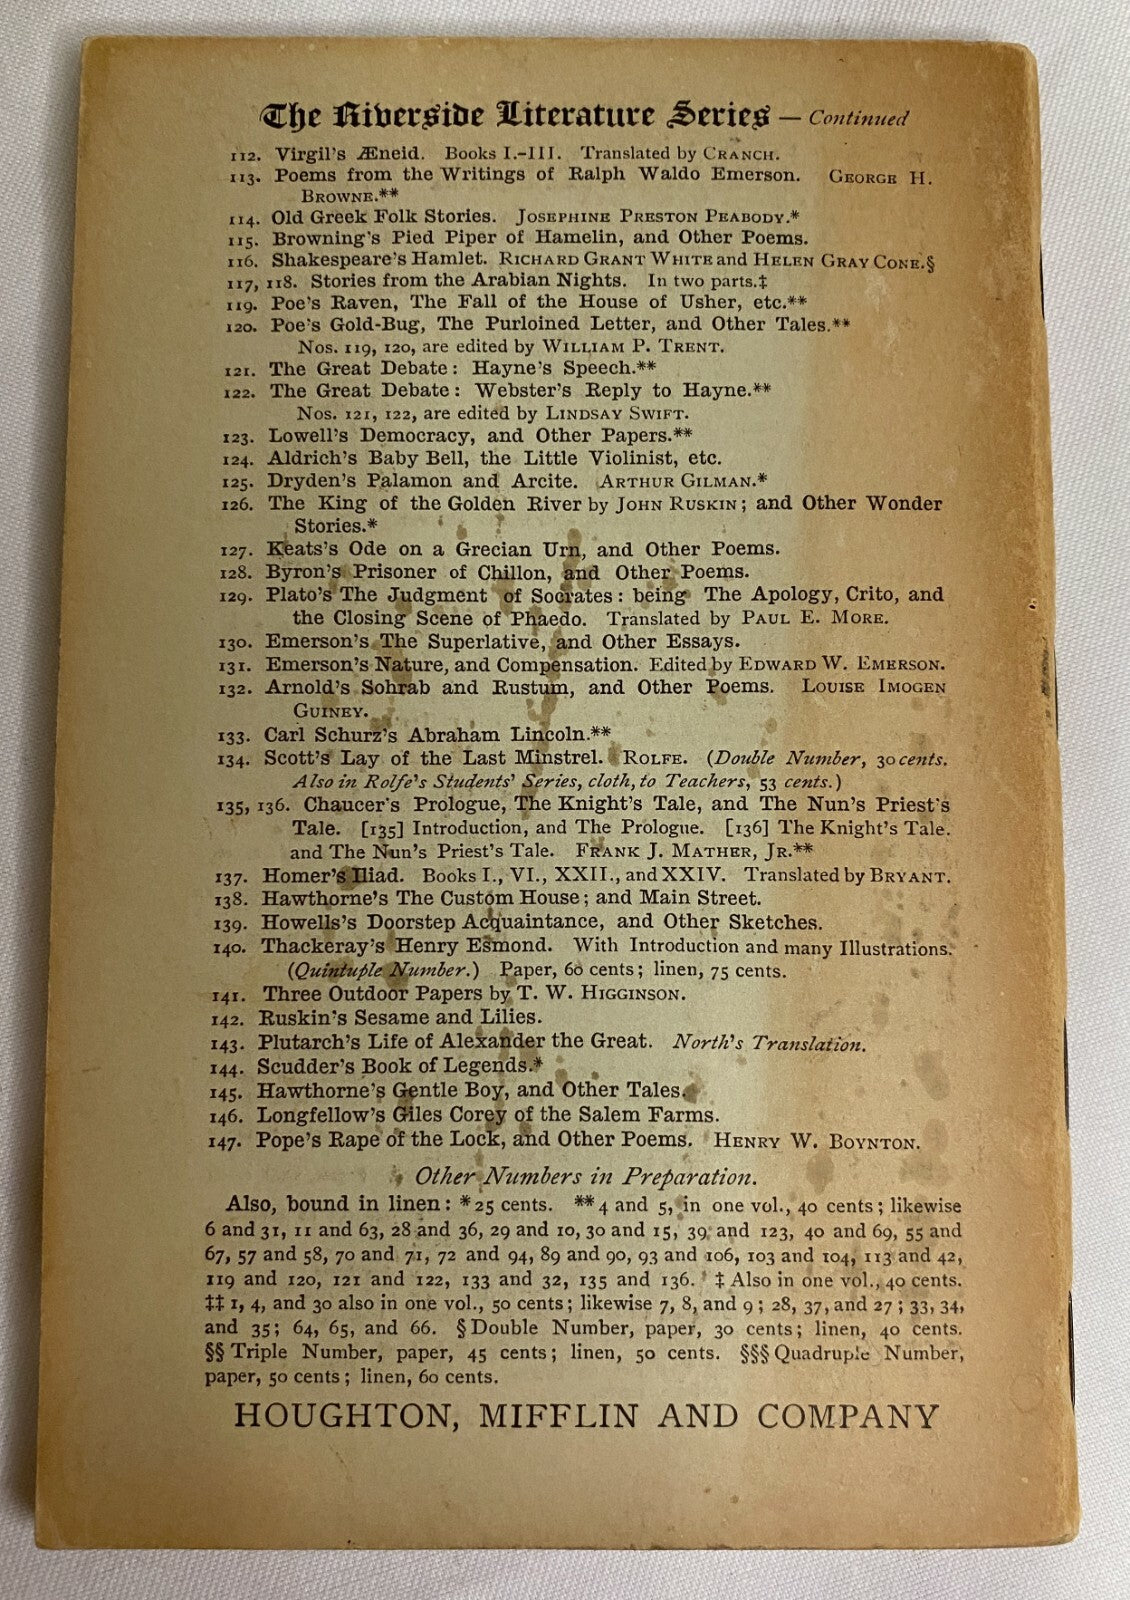 The Riverside Literature Series — Continued
112. Virgil's Æneid. Books I.-III. Translated by CRANCH.
113. Poems from the Writings of Ralph Waldo Emerson. GEORGE H.
BROWNE.**
114. Old Greek Folk Stories. JOSEPHINE PRESTON PEABODY.*
115. Browning's Pied Piper of Hamelin, and Other Poems.
116. Shakespeare's Hamlet. RICHARD GRANT WHITE and HELEN GRAY CONE.§
117, 118. Stories from the Arabian Nights. In two parts.‡
119. Poe's Raven, The Fall of the House of Usher, etc.**
120. Poe's Gold-Bug, The Purloined Letter, and Other Tales.**
Nos. 119, 120, are edited by WILLIAM P. TRENT.
121. The Great Debate: Hayne's Speech.**
122. The Great Debate: Webster's Reply to Hayne.**
Nos. 121, 122, are edited by LINDSAY SWIFT.
123. Lowell's Democracy, and Other Papers.**
124. Aldrich's Baby Bell, the Little Violinist, etc.
125. Dryden's Palamon and Arcite. ARTHUR GILMAN.*
126. The King of the Golden River by JOHN RUSKIN; and Other Wonder
Stories.*
127. Keats's Ode on a Grecian Urn, and Other Poems.
128. Byron's Prisoner of Chillon, and Other Poems.
129. Plato's The Judgment of Socrates: being The Apology, Crito, and
the Closing Scene of Phaedo. Translated by PAUL E. MORE.
130. Emerson's The Superlative, and Other Essays.
131. Emerson's Nature, and Compensation. Edited by EDWARD W. EMERSON.
132. Arnold's Sohrab and Rustum, and Other Poems. LOUISE IMOGEN
GUINEY.
133. Carl Schurz's Abraham Lincoln.**
134. Scott's Lay of the Last Minstrel. ROLFE. (Double Number, 30 cents.
Also in Rolfe's Students' Series, cloth, to Teachers, 53 cents.)
135, 136. Chaucer's Prologue, The Knight's Tale, and The Nun's Priest's
Tale. [135] Introduction, and The Prologue. [136] The Knight's Tale.
and The Nun's Priest's Tale. FRANK J. MATHER, JR.**
137. Homer's Iliad. Books I., VI., XXII., and XXIV. Translated by BRYANT.
138. Hawthorne's The Custom House; and Main Street.
139. Howells's Doorstep Acquaintance, and Other Sketches.
140. Thackeray's Henry Esmond. With Introduction and many Illustrations.
(Quintuple Number.) Paper, 60 cents; linen, 75 cents.
141. Three Outdoor Papers by T. W. HIGGINSON.
142. Ruskin's Sesame and Lilies.
143. Plutarch's Life of Alexander the Great. North's Translation.
144. Scudder's Book of Legends.*
145. Hawthorne's Gentle Boy, and Other Tales.
146. Longfellow's Giles Corey of the Salem Farms.
147. Pope's Rape of the Lock, and Other Poems. HENRY W. BOYNTON.
Other Numbers in Preparation.
Also, bound in linen: *25 cents. **4 and 5, in one vol., 40 cents; likewise
6 and 31, 11 and 63, 28 and 36, 29 and 10, 30 and 15, 39 and 123, 40 and 69, 55 and
67, 57 and 58, 70 and 71, 72 and 94, 89 and 90, 93 and 106, 103 and 104, 113 and 42,
119 and 120, 121 and 122, 133 and 32, 135 and 136. ‡ Also in one vol., 40 cents.
‡‡ 1, 4, and 30 also in one vol., 50 cents; likewise 7, 8, and 9; 28, 37, and 27; 33, 34,
and 35; 64, 65, and 66. § Double Number, paper, 30 cents; linen, 40 cents.
§§ Triple Number, paper, 45 cents; linen, 50 cents. §§§ Quadruple Number,
paper, 50 cents; linen, 60 cents.
HOUGHTON, MIFFLIN AND COMPANY